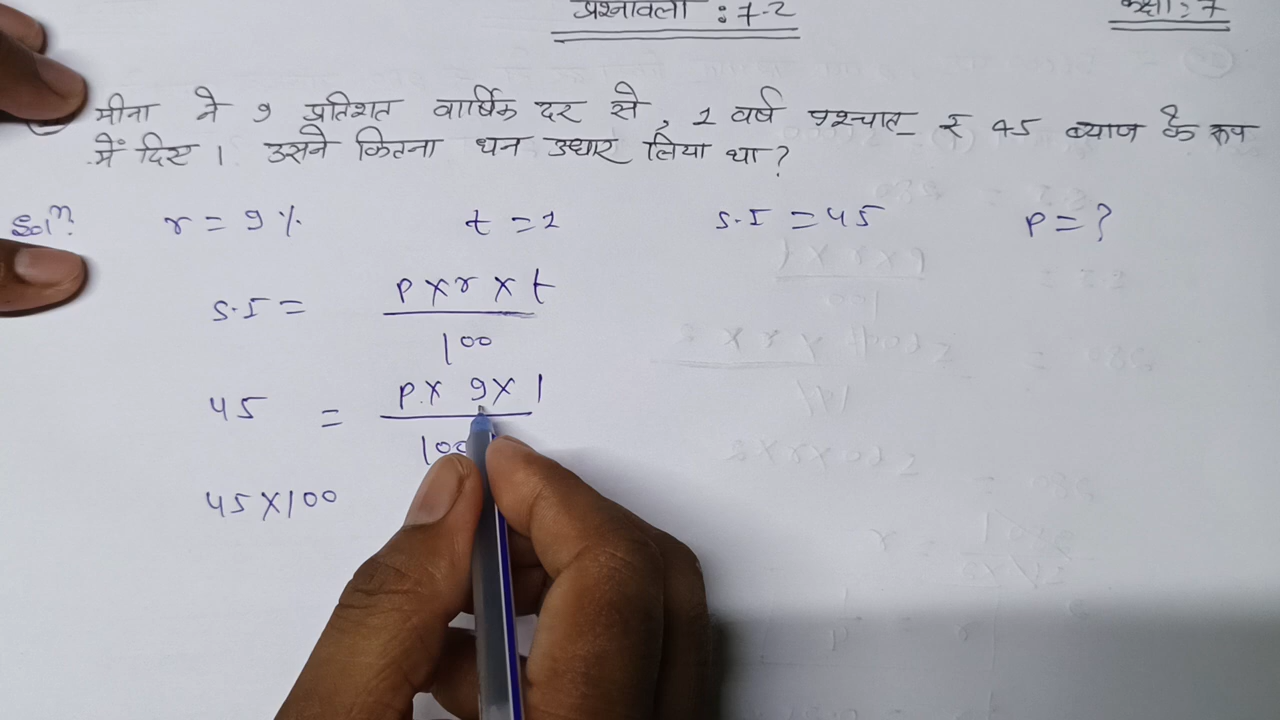 प्रश्नावली : 7.2
कक्षा : 7
मीना ने 9 प्रतिशत वार्षिक दर से , 1 वर्ष पश्चात ₹ 45 ब्याज के रूप
में दिए । उसने कितना धन उधार लिया था ?
Solⁿ. r = 9 % t = 1 S.I = 45 P = ?
S.I = P × r × t
100
45 = P × 9 × 1
100
45 × 100